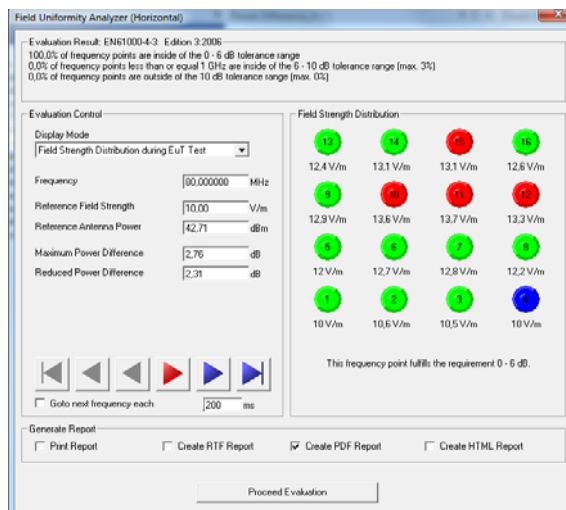 Field Uniformity Analyzer (Horizontal)
Evaluation Result: EN61000-4-3: Edition 3:2006
100,0% of frequency points are inside of the 0 - 6 dB tolerance range
0,0% of frequency points less than or equal 1 GHz are inside of the 6 - 10 dB tolerance range (max. 3%)
0,0% of frequency points are outside of the 10 dB tolerance range (max. 0%)
Evaluation Control
Display Mode
Field Strength Distribution during EuT Test
Frequency 80,000000 MHz
Reference Field Strength 10,00 V/m
Reference Antenna Power 42,71 dBm
Maximum Power Difference 2,76 dB
Reduced Power Difference 2,31 dB
Goto next frequency each 200 ms
Field Strength Distribution
13 14 15 16
12,4 V/m 13,1 V/m 13,1 V/m 12,6 V/m
9 10 11 12
12,9 V/m 13,6 V/m 13,7 V/m 13,3 V/m
5 6 7 8
12 V/m 12,7 V/m 12,8 V/m 12,2 V/m
1 2 3 4
10 V/m 10,6 V/m 10,5 V/m 10 V/m
This frequency point fulfills the requirement 0 - 6 dB.
Generate Report
Print Report Create RTF Report Create PDF Report Create HTML Report
Proceed Evaluation